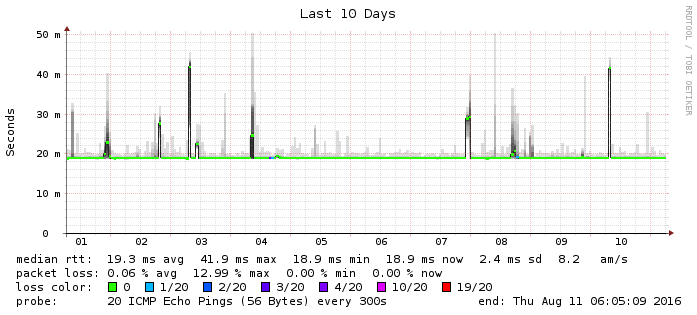 Last 10 Days
RRDTOOL / TOBI OETIKER
Seconds
50 m
40 m
30 m
20 m
10 m
0
01 02 03 04 05 06 07 08 09 10
median rtt: 19.3 ms avg 41.9 ms max 18.9 ms min 18.9 ms now 2.4 ms sd 8.2 am/s
packet loss: 0.06 % avg 12.99 % max 0.00 % min 0.00 % now
loss color: 0 1/20 2/20 3/20 4/20 10/20 19/20
probe: 20 ICMP Echo Pings (56 Bytes) every 300s end: Thu Aug 11 06:05:09 2016